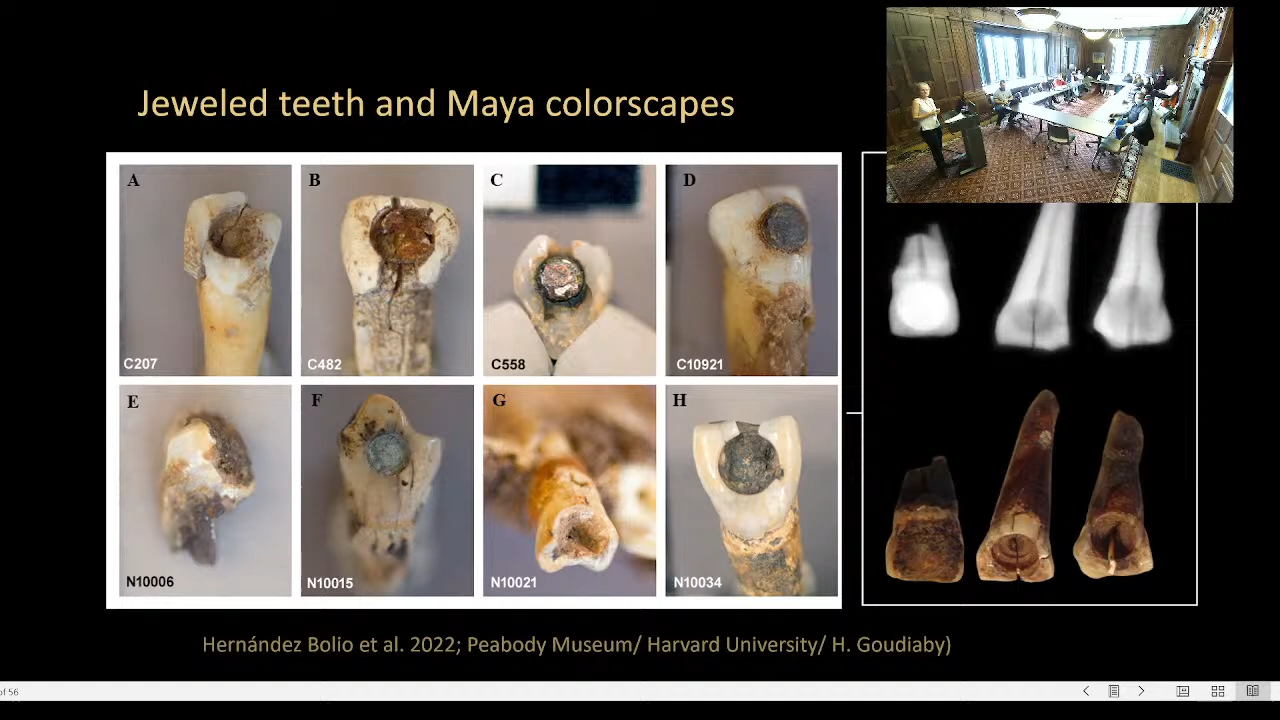 Jeweled teeth and Maya colorscapes
A
B
C
D
C207
C482
C558
C10921
E
F
G
H
N10006
N10015
N10021
N10034
Hernández Bolio et al. 2022; Peabody Museum/ Harvard University/ H. Goudiaby)
of 56